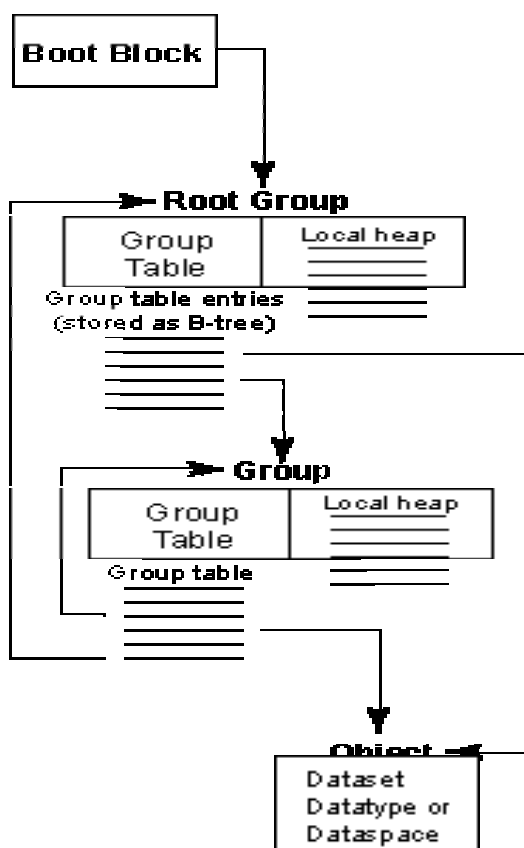 Boot Block
Root Group
Group
Table
Local heap
Group table entries
(stored as B-tree)
Group
Group
Table
Local heap
Group table
Object
Dataset
Datatype or
Dataspace